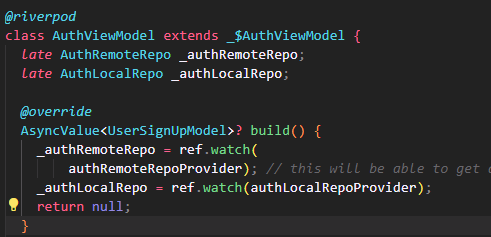 @riverpod
class AuthViewModel extends _$AuthViewModel {
late AuthRemoteRepo _authRemoteRepo;
late AuthLocalRepo _authLocalRepo;
@override
AsyncValue<UserSignUpModel>? build() {
_authRemoteRepo = ref.watch(
authRemoteRepoProvider); // this will be able to get
_authLocalRepo = ref.watch(authLocalRepoProvider);
return null;
}